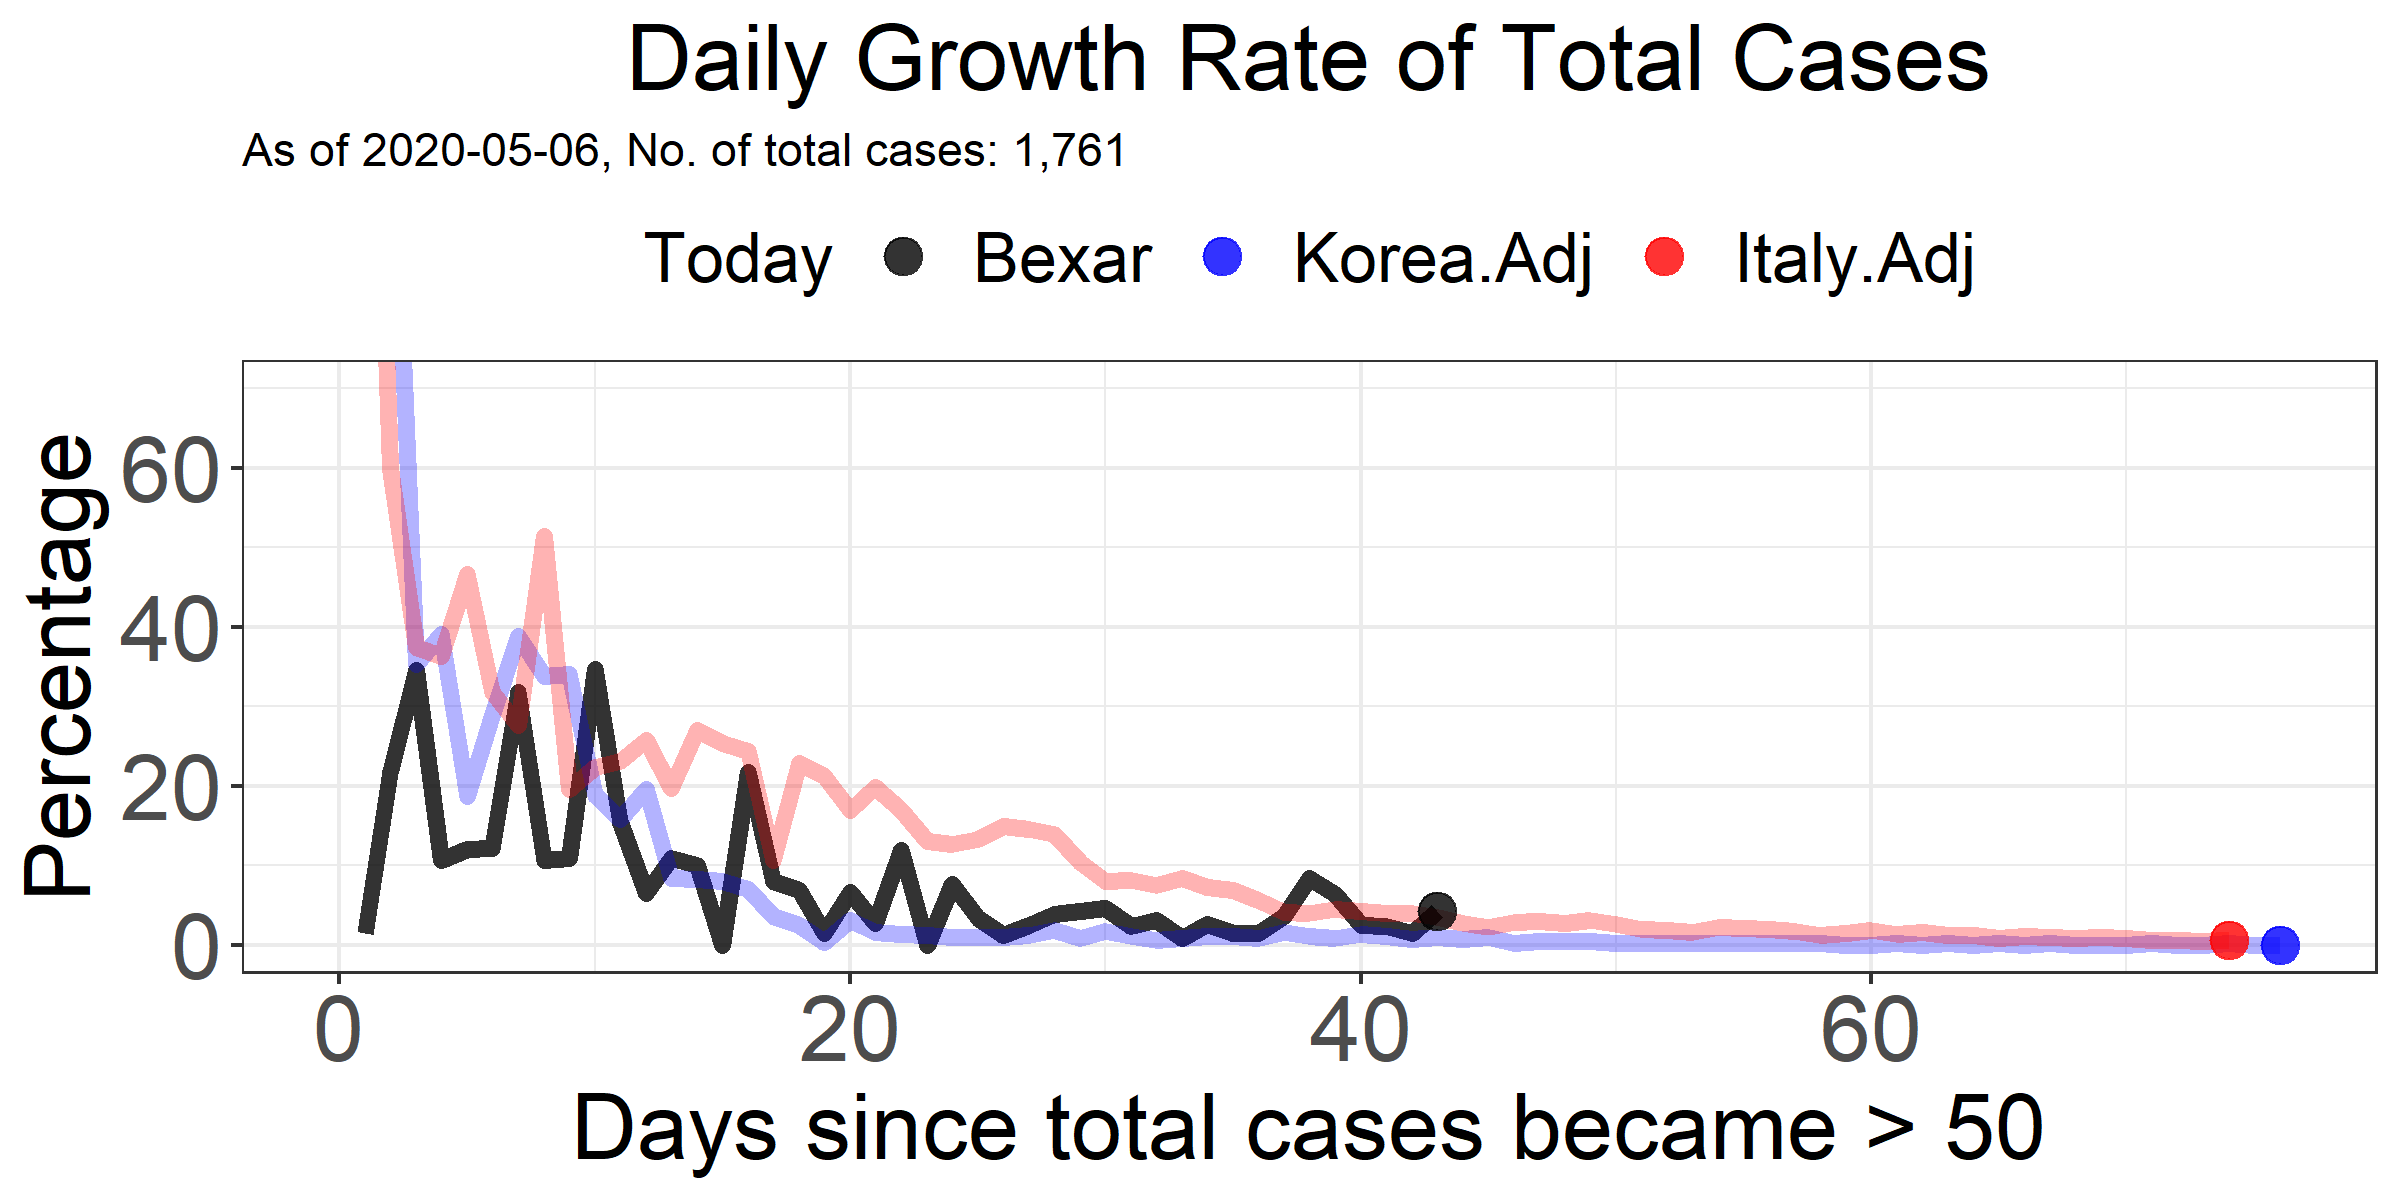 Daily Growth Rate of Total Cases
As of 2020-05-06, No. of total cases: 1,761
Today Bexar Korea.Adj Italy.Adj
Percentage
60
40
20
0
0 20 40 60
Days since total cases became > 50